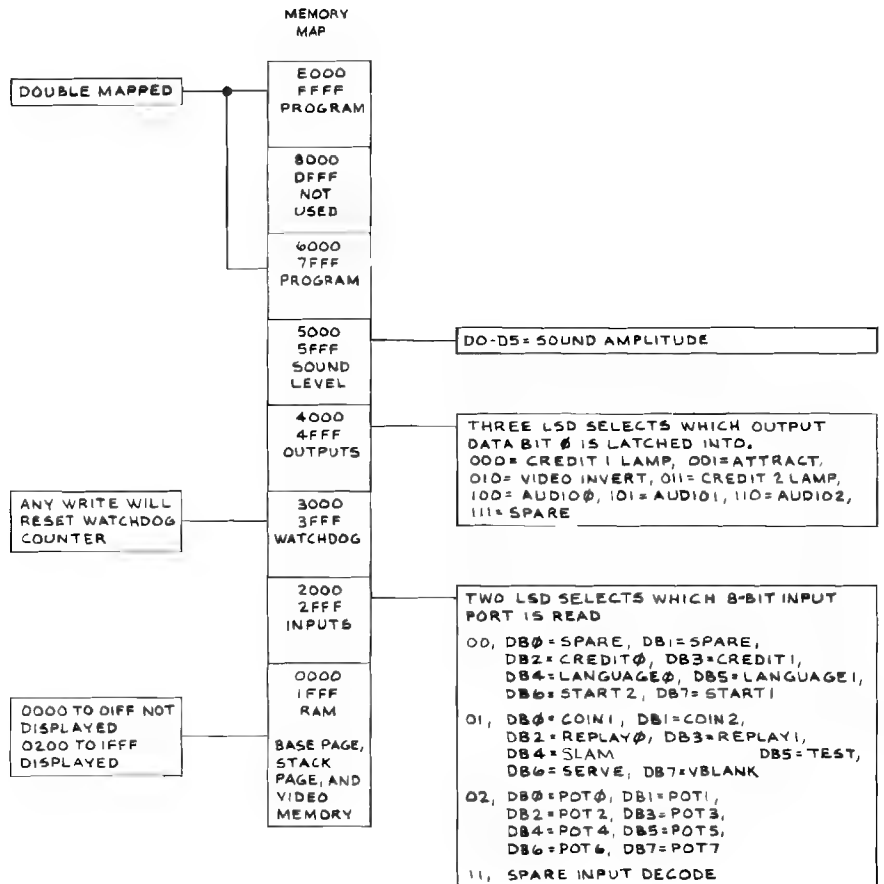 MEMORY
MAP
DOUBLE MAPPED
E000
FFFF
PROGRAM
8000
DFFF
NOT
USED
6000
7FFF
PROGRAM
5000
5FFF
SOUND
LEVEL
D0-D5= SOUND AMPLITUDE
4000
4FFF
OUTPUTS
THREE LSD SELECTS WHICH OUTPUT
DATA BIT Ø IS LATCHED INTO.
000= CREDIT 1 LAMP, 001=ATTRACT,
010= VIDEO INVERT, 011= CREDIT 2 LAMP,
100= AUDIOØ, 101= AUDIO1, 110= AUDIO2,
111= SPARE
ANY WRITE WILL
RESET WATCHDOG
COUNTER
3000
3FFF
WATCHDOG
2000
2FFF
INPUTS
TWO LSD SELECTS WHICH 8-BIT INPUT
PORT IS READ
00, DBØ= SPARE, DB1= SPARE,
DB2= CREDITØ, DB3=CREDIT1,
DB4= LANGUAGEØ, DB5= LANGUAGE1,
DB6= START2, DB7= START1
01, DBØ= COIN1, DB1= COIN2,
DB2= REPLAYØ, DB3=REPLAY1,
DB4= SLAM DB5= TEST,
DB6= SERVE, DB7=VBLANK
02, DBØ= POTØ, DB1= POT1,
DB2= POT2, DB3= POT3,
DB4= POT4, DB5= POT5,
DB6= POT6, DB7= POT7
11, SPARE INPUT DECODE
0000
1FFF
RAM
BASE PAGE,
STACK
PAGE, AND
VIDEO
MEMORY
0000 TO 01FF NOT
DISPLAYED
0200 TO 1FFF
DISPLAYED